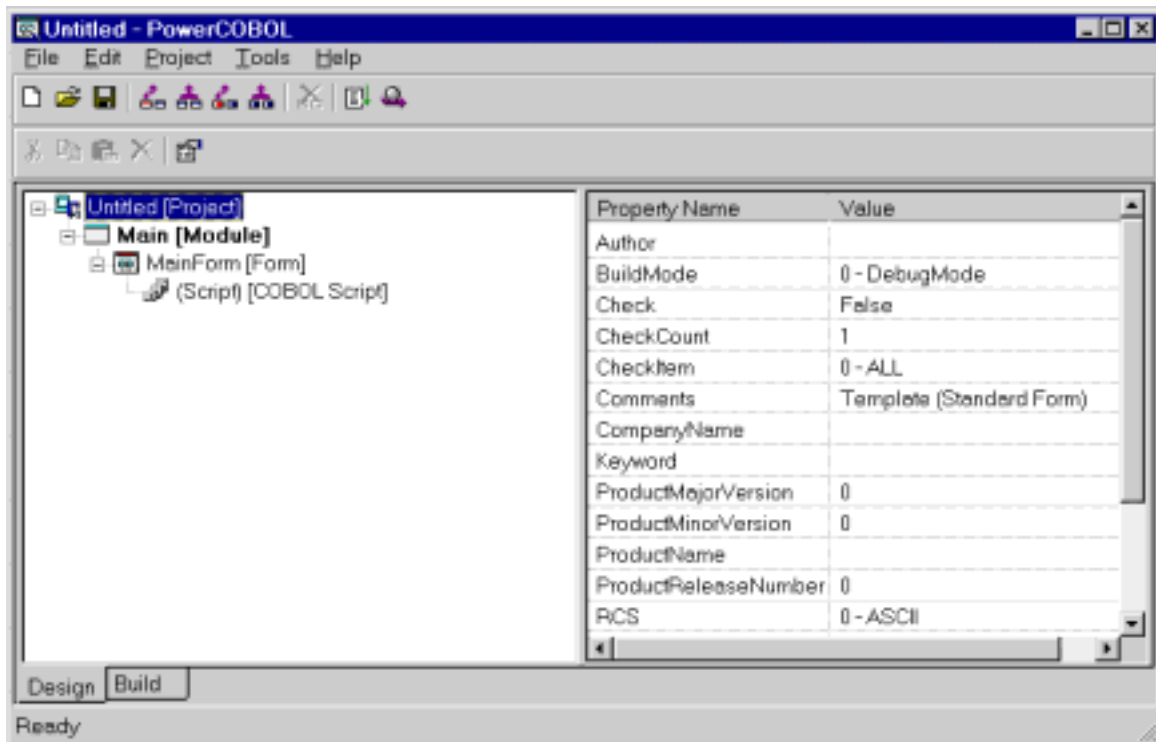 Untitled - PowerCOBOL
File Edit Project Tools Help
Untitled [Project]
Main [Module]
MainForm [Form]
(Script) [COBOL Script]
Property Name Value
Author
BuildMode 0 - DebugMode
Check False
CheckCount 1
CheckItem 0 - ALL
Comments Template (Standard Form)
CompanyName
Keyword
ProductMajorVersion 0
ProductMinorVersion 0
ProductName
ProductReleaseNumber 0
RCS 0 - ASCII
Design Build
Ready